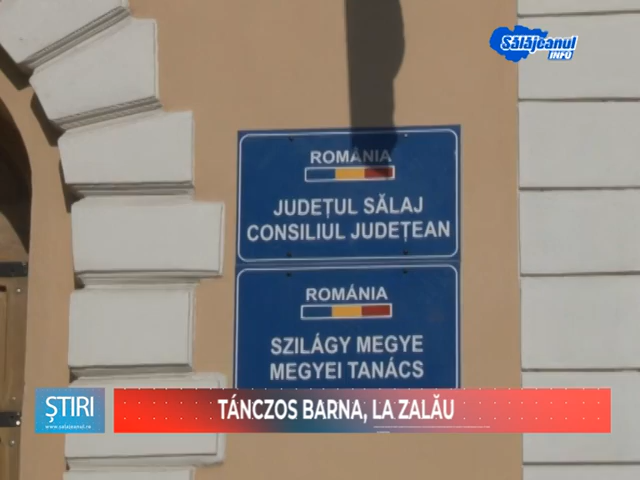 Sălăjeanul
INFO
ROMÂNIA
JUDEȚUL SĂLAJ
CONSILIUL JUDEȚEAN
ROMÁNIA
SZILÁGY MEGYE
MEGYEI TANÁCS
ȘTIRI
www.salajeanul.ro
TÁNCZOS BARNA, LA ZALĂU